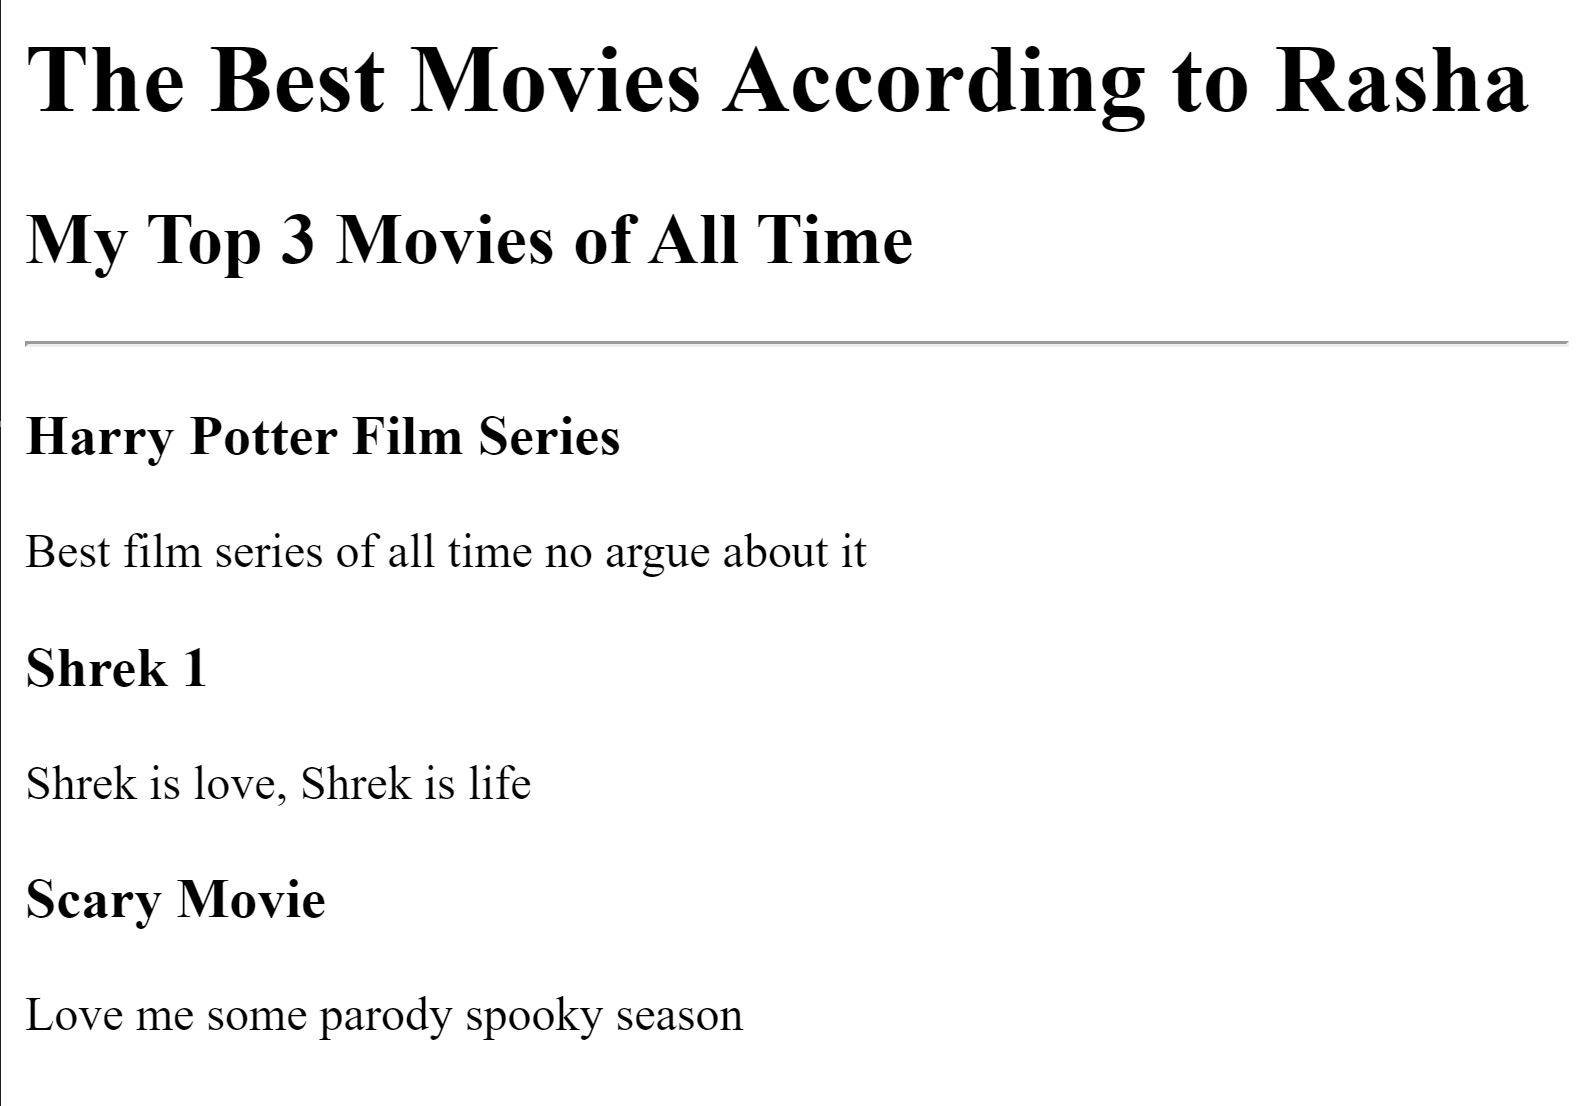 The Best Movies According to Rasha
My Top 3 Movies of All Time
Harry Potter Film Series
Best film series of all time no argue about it
Shrek 1
Shrek is love, Shrek is life
Scary Movie
Love me some parody spooky season